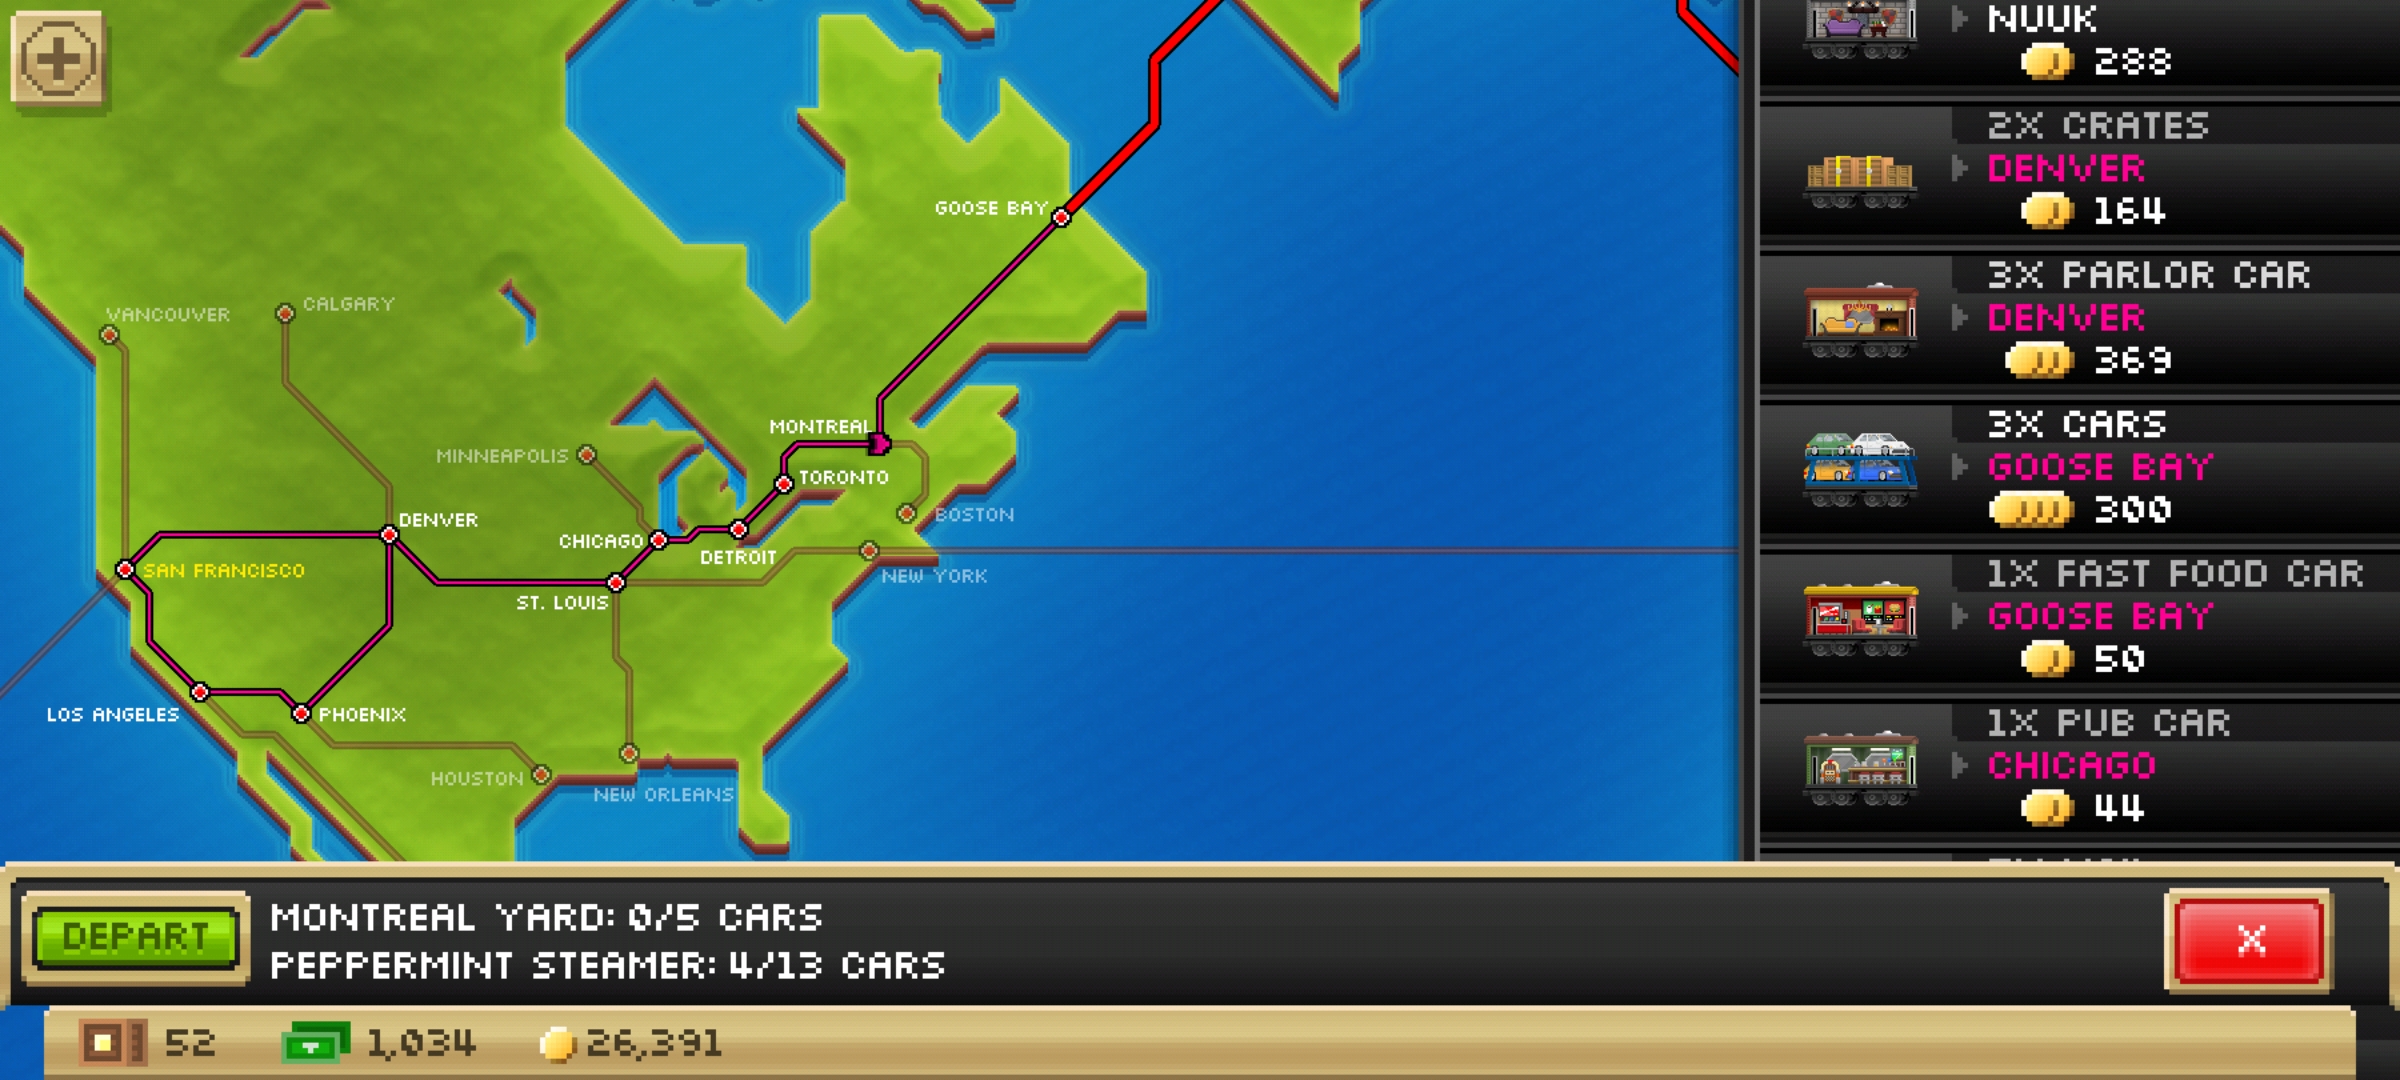 NUUK
288
2X CRATES
DENVER
164
3X PARLOR CAR
DENVER
369
3X CARS
GOOSE BAY
300
1X FAST FOOD CAR
GOOSE BAY
50
1X PUB CAR
CHICAGO
44
GOOSE BAY
VANCOUVER
CALGARY
MONTREAL
MINNEAPOLIS
TORONTO
BOSTON
DENVER
CHICAGO
DETROIT
SAN FRANCISCO
NEW YORK
ST. LOUIS
LOS ANGELES
PHOENIX
HOUSTON
NEW ORLEANS
DEPART
MONTREAL YARD: 0/5 CARS
PEPPERMINT STEAMER: 4/13 CARS
X
52
1,034
26,391